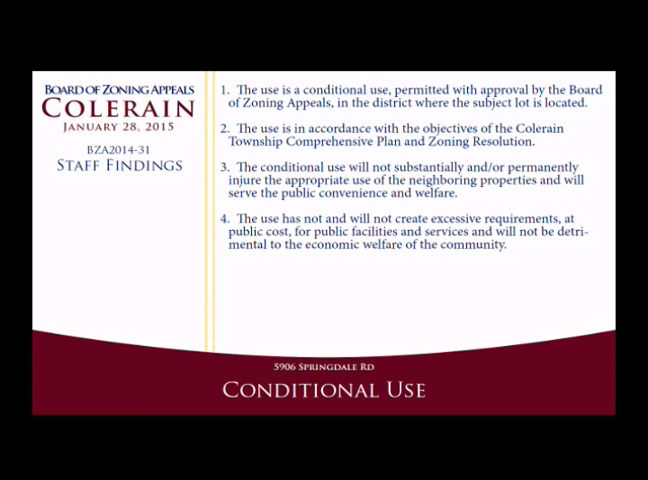 BOARD OF ZONING APPEALS
COLERAIN
JANUARY 28, 2015
BZA2014-31
STAFF FINDINGS
1. The use is a conditional use, permitted with approval by the Board
of Zoning Appeals, in the district where the subject lot is located.
2. The use is in accordance with the objectives of the Colerain
Township Comprehensive Plan and Zoning Resolution.
3. The conditional use will not substantially and/or permanently
injure the appropriate use of the neighboring properties and will
serve the public convenience and welfare.
4. The use has not and will not create excessive requirements, at
public cost, for public facilities and services and will not be detri-
mental to the economic welfare of the community.
5906 SPRINGDALE RD
CONDITIONAL USE